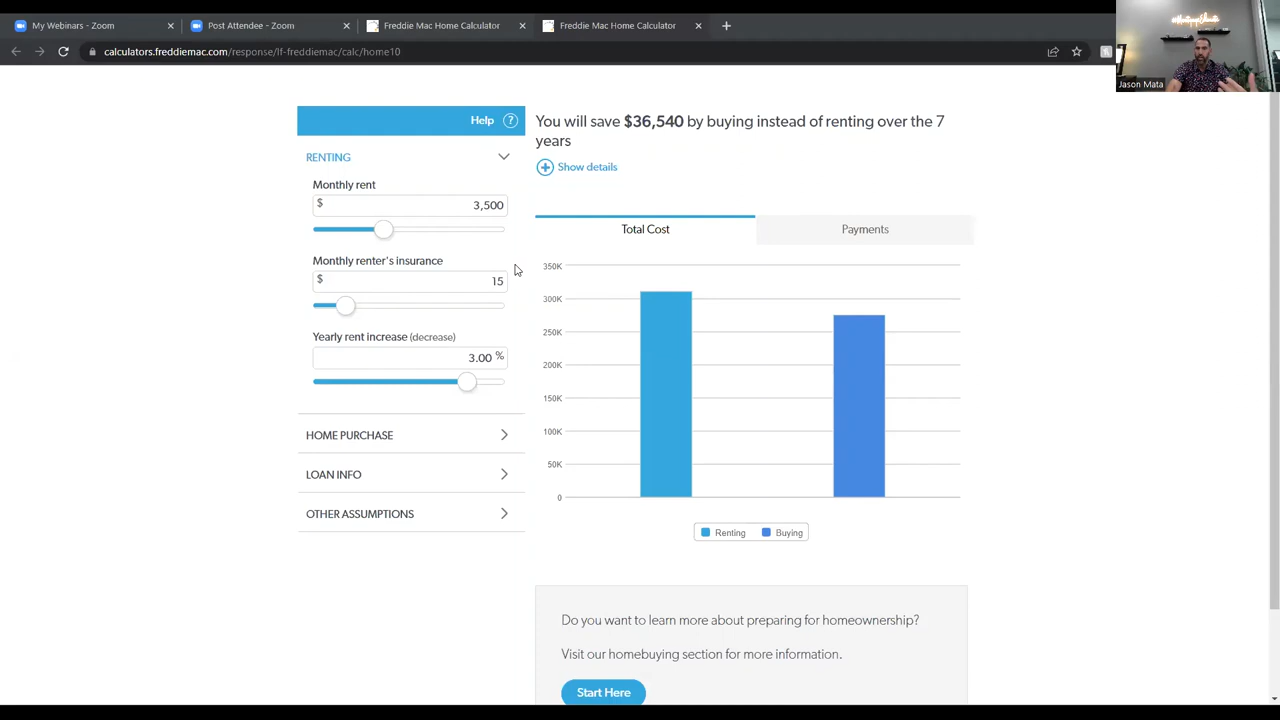 My Webinars - Zoom
Post Attendee - Zoom
Freddie Mac Home Calculator
Freddie Mac Home Calculator
calculators.freddiemac.com/response/lf-freddiemac/calc/home10
Jason Mata
Help ?
RENTING
Monthly rent
$ 3,500
Monthly renter's insurance
$ 15
Yearly rent increase (decrease)
3.00 %
HOME PURCHASE
LOAN INFO
OTHER ASSUMPTIONS
You will save $36,540 by buying instead of renting over the 7
years
Show details
Total Cost
Payments
350K
300K
250K
200K
150K
100K
50K
0
Renting
Buying
Do you want to learn more about preparing for homeownership?
Visit our homebuying section for more information.
Start Here